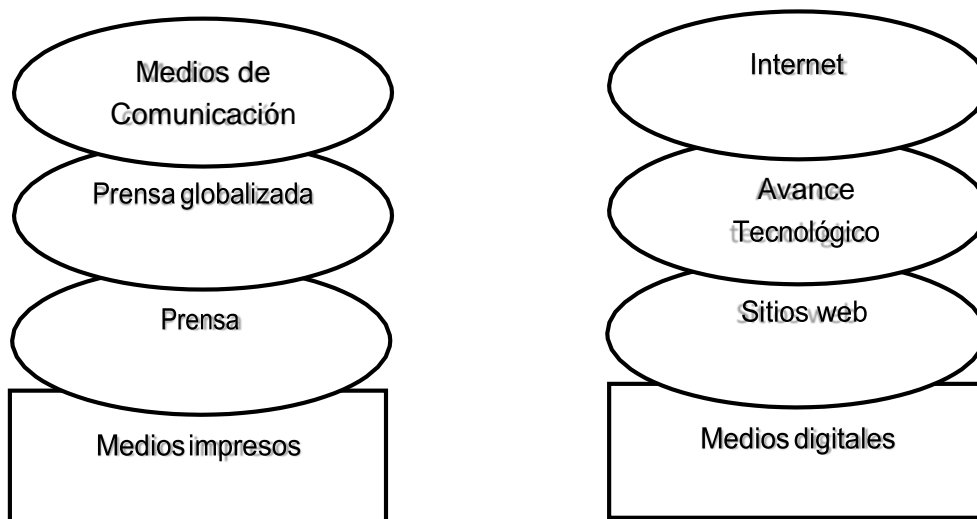 Medios de
Comunicación
Prensa globalizada
Prensa
Medios impresos
Internet
Avance
Tecnológico
Sitios web
Medios digitales